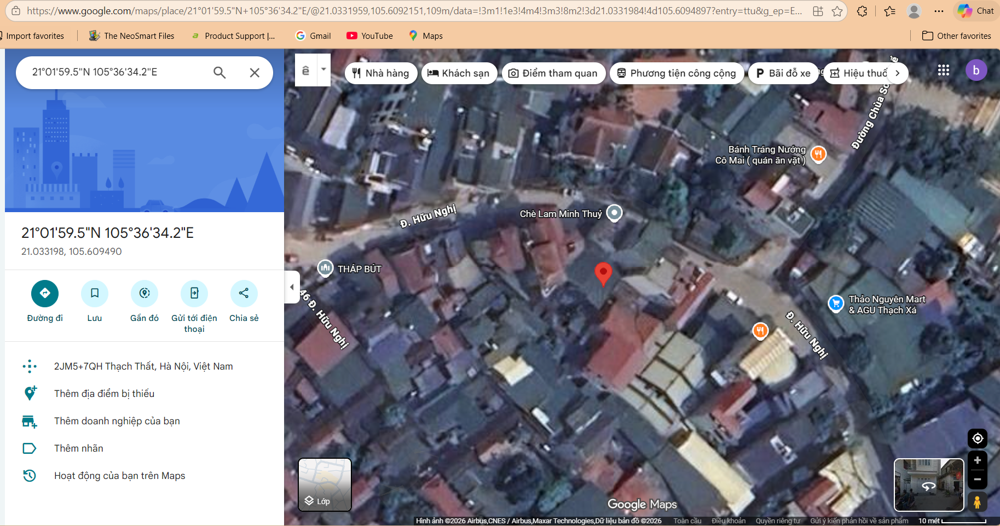 https://www.google.com/maps/place/21°01'59.5"N+105°36'34.2"E/@21.0331959,105.6092151,109m/data=!3m1!1e3!4m4!3m3!8m2!3d21.0331984!4d105.6094897?entry=ttu&g_ep=E...
Chat
Import favorites
The NeoSmart Files
Product Support |...
Gmail
YouTube
Maps
Other favorites
21°01'59.5"N 105°36'34.2"E
ê
Nhà hàng
Khách sạn
Điểm tham quan
Phương tiện công cộng
P Bãi đỗ xe
Hiệu thuố
b
Đường Chùa
Bánh Tráng Nướng
Cô Mai ( quán ăn vặt )
Đ. Hữu Nghị
Chè Lam Minh Thuỷ
THÁP BÚT
46 Đ. Hữu Nghị
Thảo Nguyên Mart
& AGU Thạch Xá
Đ. Hữu Nghị
21°01'59.5"N 105°36'34.2"E
21.033198, 105.609490
Đường đi
Lưu
Gần đó
Gửi tới điện
thoại
Chia sẻ
2JM5+7QH Thạch Thất, Hà Nội, Việt Nam
Thêm địa điểm bị thiếu
Thêm doanh nghiệp của bạn
Thêm nhãn
Hoạt động của bạn trên Maps
Lớp
Google Maps
Hình ảnh ©2026 Airbus,CNES / Airbus,Maxar Technologies,Dữ liệu bản đồ ©2026
Toàn cầu
Điều khoản
Quyền riêng tư
Gửi ý kiến phản hồi về sản phẩm
10 mét